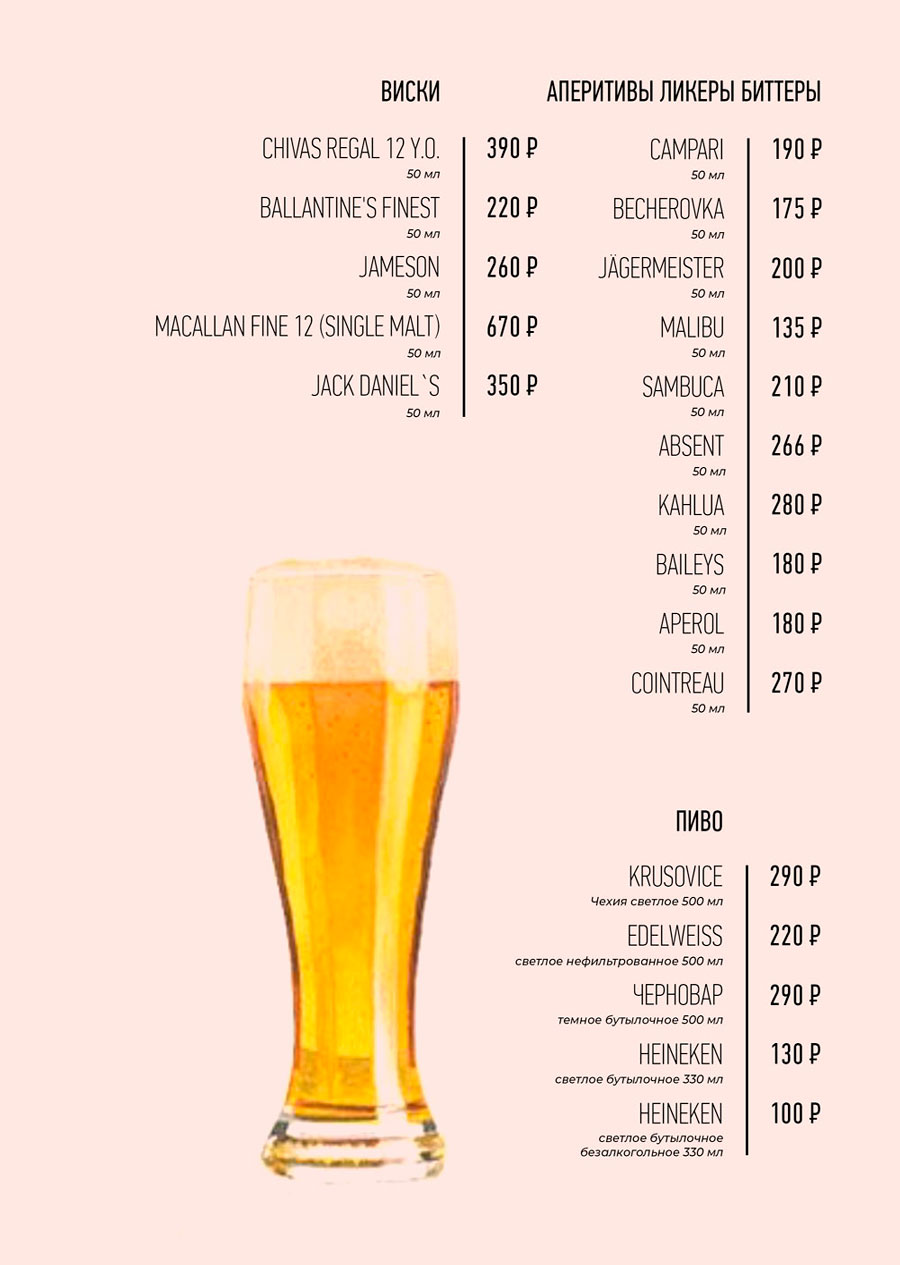 ВИСКИ
CHIVAS REGAL 12 Y.O. 390 ₽
50 мл
BALLANTINE'S FINEST 220 ₽
50 мл
JAMESON 260 ₽
50 мл
MACALLAN FINE 12 (SINGLE MALT) 670 ₽
50 мл
JACK DANIEL`S 350 ₽
50 мл
АПЕРИТИВЫ ЛИКЕРЫ БИТТЕРЫ
CAMPARI 190 ₽
50 мл
BECHEROVKA 175 ₽
50 мл
JÄGERMEISTER 200 ₽
50 мл
MALIBU 135 ₽
50 мл
SAMBUCA 210 ₽
50 мл
ABSENT 266 ₽
50 мл
KAHLUA 280 ₽
50 мл
BAILEYS 180 ₽
50 мл
APEROL 180 ₽
50 мл
COINTREAU 270 ₽
50 мл
ПИВО
KRUSOVICE 290 ₽
Чехия светлое 500 мл
EDELWEISS 220 ₽
светлое нефильтрованное 500 мл
ЧЕРНОВАР 290 ₽
темное бутылочное 500 мл
HEINEKEN 130 ₽
светлое бутылочное 330 мл
HEINEKEN 100 ₽
светлое бутылочное
безалкогольное 330 мл